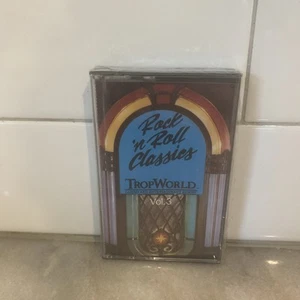 Rock
'n Roll
Classics
TROPWORLD
Vol. 3